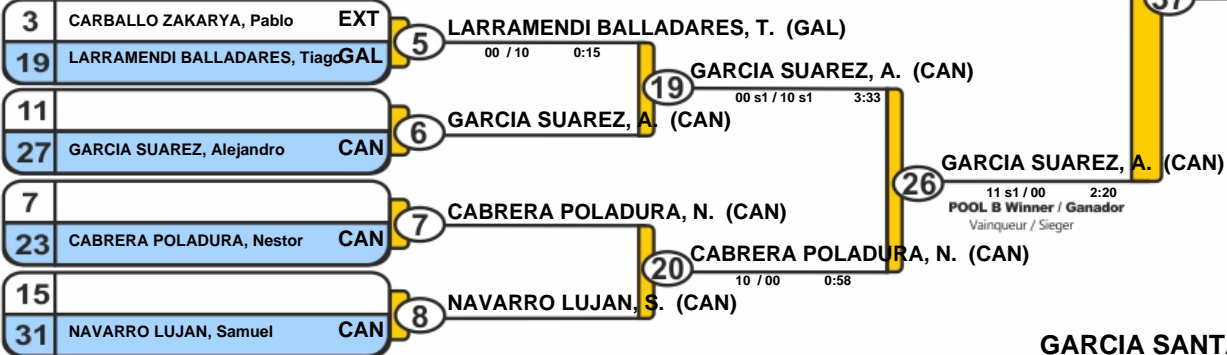 37
3 CARBALLO ZAKARYA, Pablo EXT
19 LARRAMENDI BALLADARES, Tiago GAL
5 LARRAMENDI BALLADARES, T. (GAL)
00 / 10 0:15
11
27 GARCIA SUAREZ, Alejandro CAN
6 GARCIA SUAREZ, A. (CAN)
19 GARCIA SUAREZ, A. (CAN)
00 s1 / 10 s1 3:33
7
23 CABRERA POLADURA, Nestor CAN
7 CABRERA POLADURA, N. (CAN)
15
31 NAVARRO LUJAN, Samuel CAN
8 NAVARRO LUJAN, S. (CAN)
20 CABRERA POLADURA, N. (CAN)
10 / 00 0:58
26 GARCIA SUAREZ, A. (CAN)
11 s1 / 00 2:20
POOL B Winner / Ganador
Vainqueur / Sieger
GARCIA